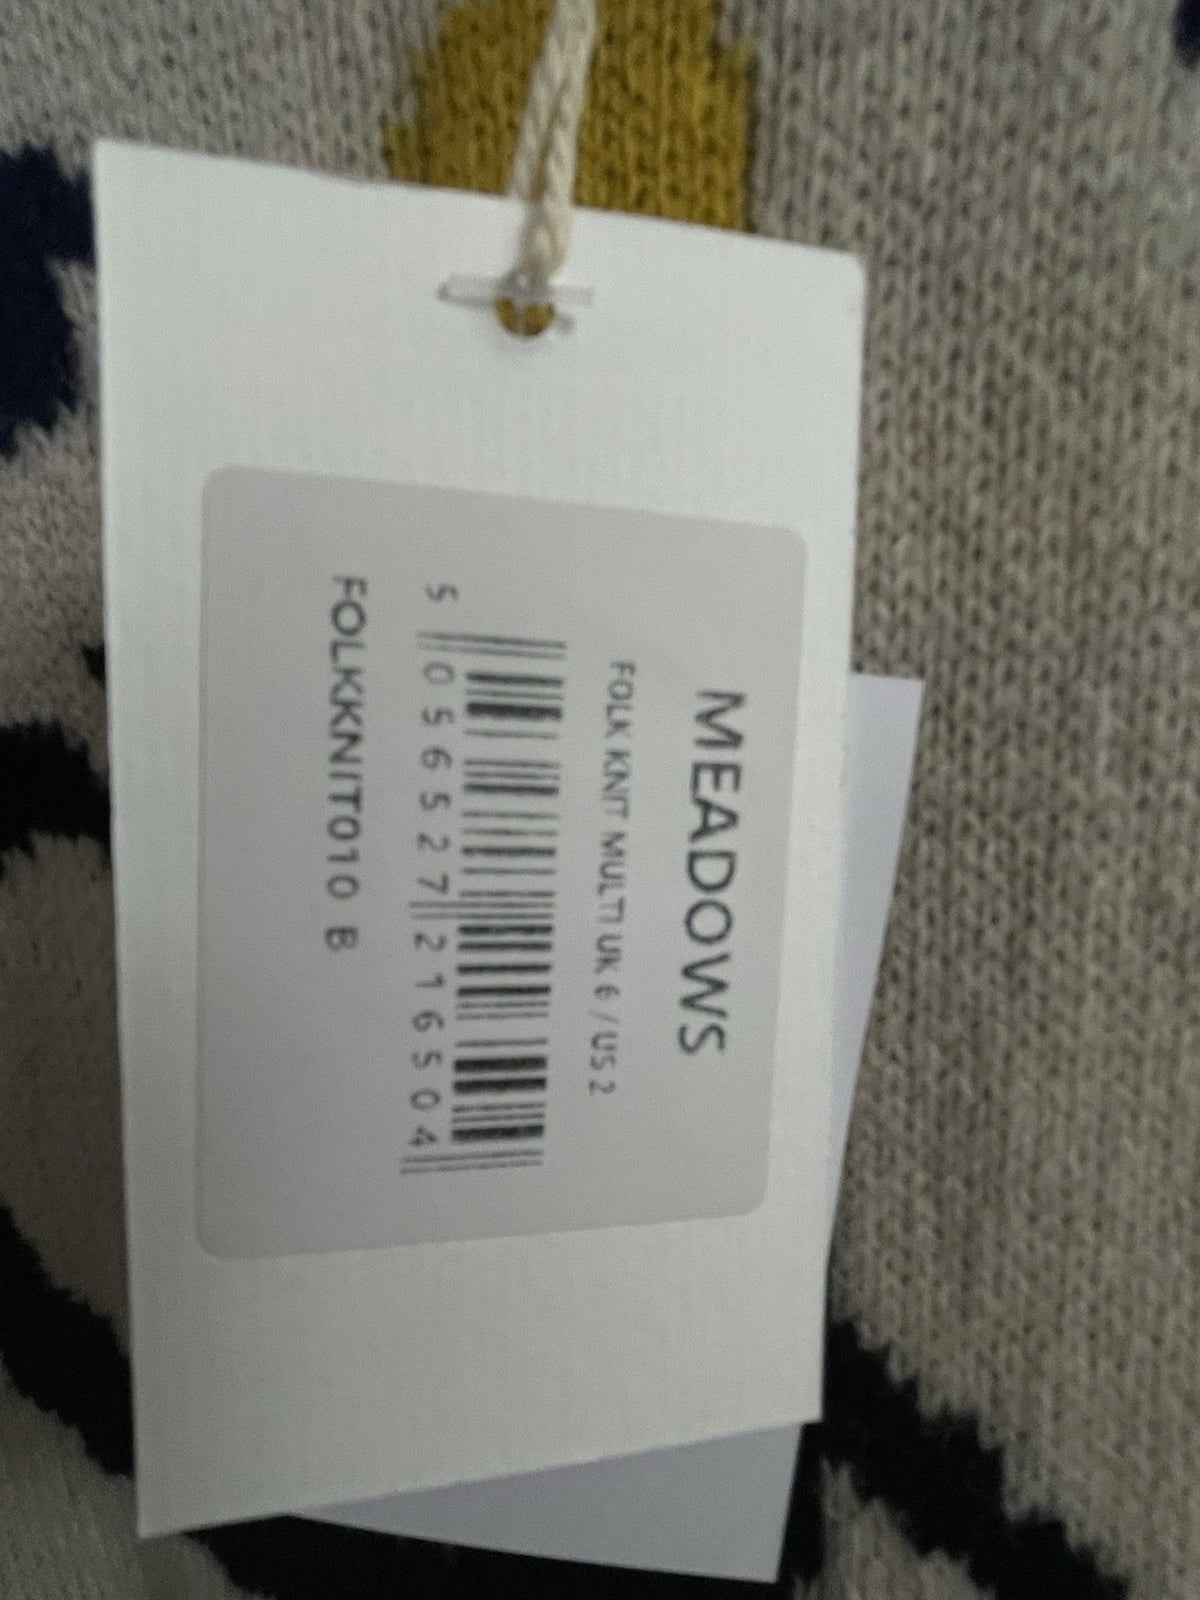 MEADOWS
FOLK KNIT MULTI UK 6 / US 2
5 056527 216504
FOLKKNIT010 B